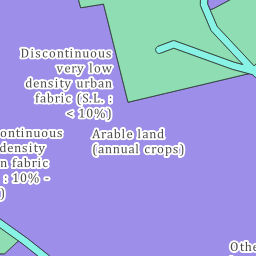 Discontinuous
very low
density urban
fabric (S.L. :
< 10%)
ontinuous
density
n fabric
: 10% -
)
Arable land
(annual crops)
Othe